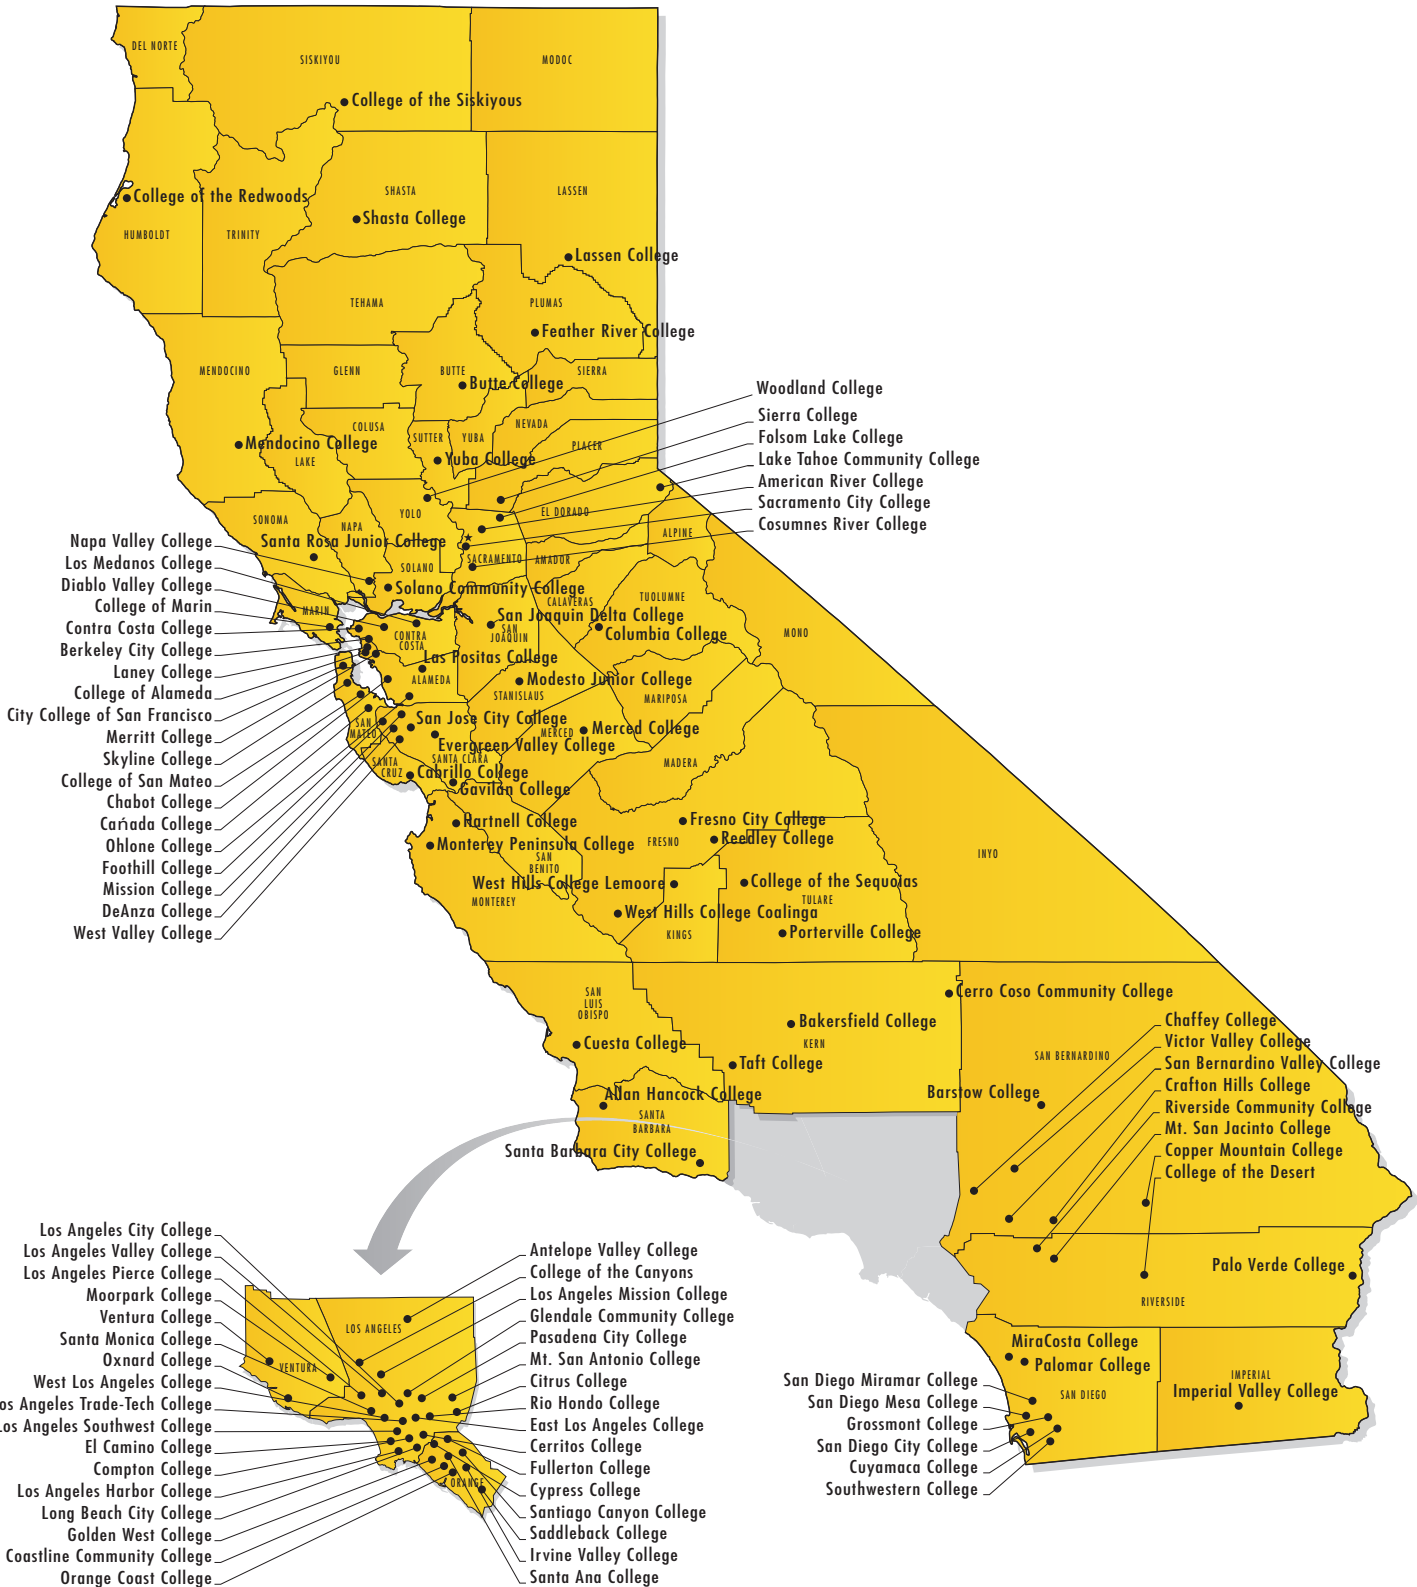 DEL NORTE
SISKIYOU
MODOC
College of the Siskiyous
SHASTA
LASSEN
College of the Redwoods
Shasta College
HUMBOLDT
TRINITY
Lassen College
TEHAMA
PLUMAS
Feather River College
MENDOCINO
GLENN
BUTTE
SIERRA
Butte College
Woodland College
Sierra College
Folsom Lake College
Lake Tahoe Community College
American River College
Sacramento City College
Cosumnes River College
COLUSA
SUTTER
YUBA
NEVADA
PLACER
Mendocino College
LAKE
Yuba College
SONOMA
NAPA
YOLO
EL DORADO
ALPINE
Santa Rosa Junior College
SACRAMENTO
AMADOR
SOLANO
Solano Community College
CALAVERAS
TUOLUMNE
MARIN
San Joaquin Delta College
SAN
JOAQUIN
Columbia College
MONO
CONTRA
COSTA
Las Positas College
ALAMEDA
Modesto Junior College
STANISLAUS
MARIPOSA
Napa Valley College
Los Medanos College
Diablo Valley College
College of Marin
Contra Costa College
Berkeley City College
Laney College
College of Alameda
City College of San Francisco
Merritt College
Skyline College
College of San Mateo
Chabot College
Cańada College
Ohlone College
Foothill College
Mission College
DeAnza College
West Valley College
SAN
MATEO
San Jose City College
MERCED
Merced College
Evergreen Valley College
SANTA CLARA
SANTA
CRUZ
Cabrillo College
MADERA
Gavilan College
Hartnell College
Fresno City College
Monterey Peninsula College
FRESNO
Reedley College
SAN
BENITO
INYO
West Hills College Lemoore
College of the Sequoias
MONTEREY
TULARE
West Hills College Coalinga
KINGS
Porterville College
SAN
LUIS
OBISPO
Cerro Coso Community College
Bakersfield College
KERN
Cuesta College
Taft College
SAN BERNARDINO
Chaffey College
Victor Valley College
San Bernardino Valley College
Crafton Hills College
Riverside Community College
Mt. San Jacinto College
Copper Mountain College
College of the Desert
Barstow College
Allan Hancock College
SANTA
BARBARA
Santa Barbara City College
Palo Verde College
RIVERSIDE
MiraCosta College
Palomar College
SAN DIEGO
IMPERIAL
Imperial Valley College
San Diego Miramar College
San Diego Mesa College
Grossmont College
San Diego City College
Cuyamaca College
Southwestern College
Los Angeles City College
Los Angeles Valley College
Los Angeles Pierce College
Moorpark College
Ventura College
Santa Monica College
Oxnard College
West Los Angeles College
os Angeles Trade-Tech College
os Angeles Southwest College
El Camino College
Compton College
Los Angeles Harbor College
Long Beach City College
Golden West College
Coastline Community College
Orange Coast College
LOS ANGELES
VENTURA
ORANGE
Antelope Valley College
College of the Canyons
Los Angeles Mission College
Glendale Community College
Pasadena City College
Mt. San Antonio College
Citrus College
Rio Hondo College
East Los Angeles College
Cerritos College
Fullerton College
Cypress College
Santiago Canyon College
Saddleback College
Irvine Valley College
Santa Ana College